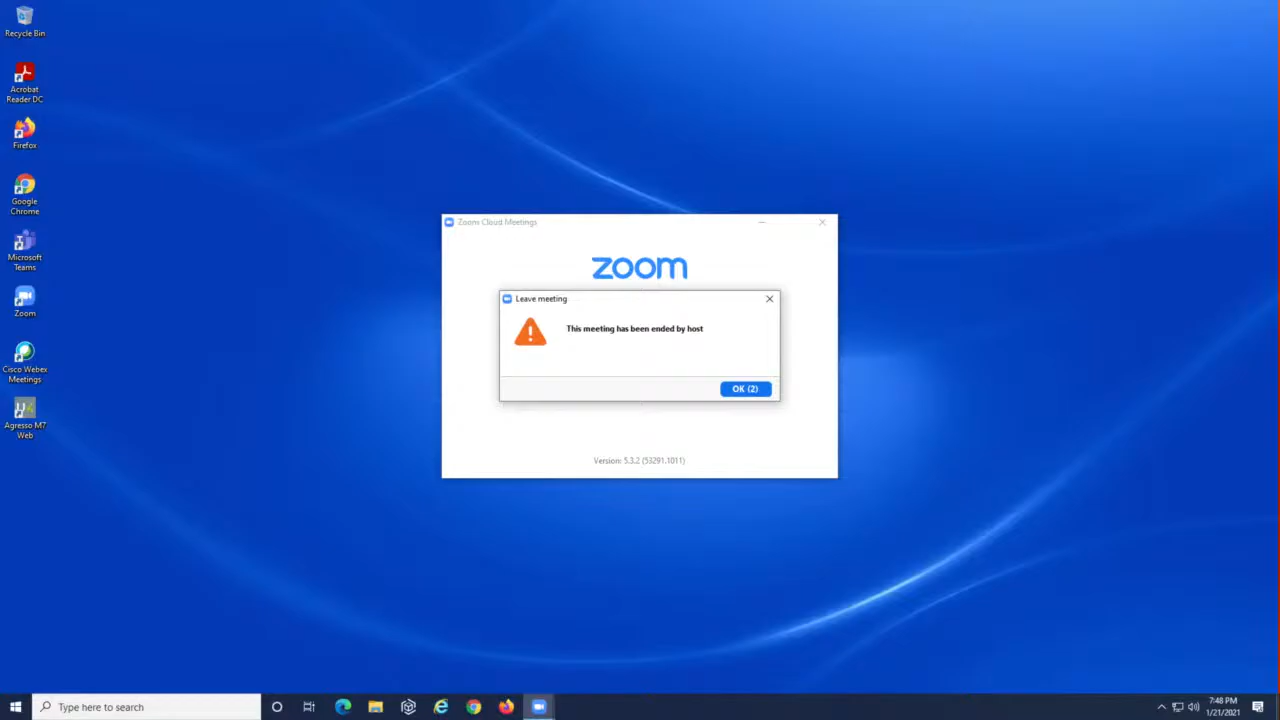 Recycle Bin
Acrobat
Reader DC
Firefox
Google
Chrome
Microsoft
Teams
Zoom
Cisco Webex
Meetings
Agresso M7
Web
Zoom Cloud Meetings
zoom
Leave meeting
This meeting has been ended by host
OK (2)
Version: 5.3.2 (53291.1011)
Type here to search
7:48 PM
1/21/2021